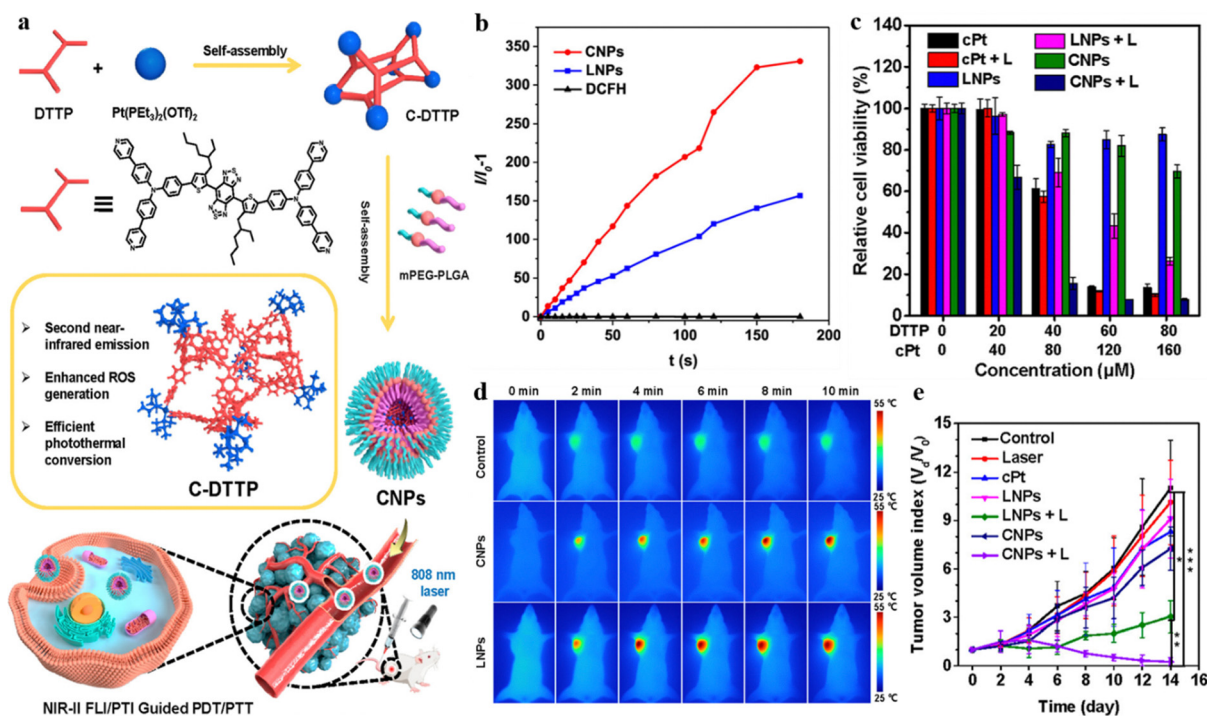 a
Self-assembly
+
DTTP
Pt(PEt3)2(OTf)2
C-DTTP
≡
Self-assembly
mPEG-PLGA
➢ Second near-
infrared emission
➢ Enhanced ROS
generation
➢ Efficient
photothermal
conversion
C-DTTP
CNPs
808 nm
laser
NIR-II FLI/PTI Guided PDT/PTT
b
350
300
250
200
150
100
50
0
I/I0-1
CNPs
LNPs
DCFH
0 50 100 150 200
t (s)
c
140
120
100
80
60
40
20
0
Relative cell viability (%)
cPt
cPt + L
LNPs
LNPs + L
CNPs
CNPs + L
DTTP 0 20 40 60 80
cPt 0 40 80 120 160
Concentration (μM)
d
0 min 2 min 4 min 6 min 8 min 10 min
Control
55 ℃
25 ℃
CNPs
55 ℃
25 ℃
LNPs
55 ℃
25 ℃
e
15
12
9
6
3
0
Tumor volume index (Vd/V0)
Control
Laser
cPt
LNPs
LNPs + L
CNPs
CNPs + L
*
***
**
0 2 4 6 8 10 12 14 16
Time (day)